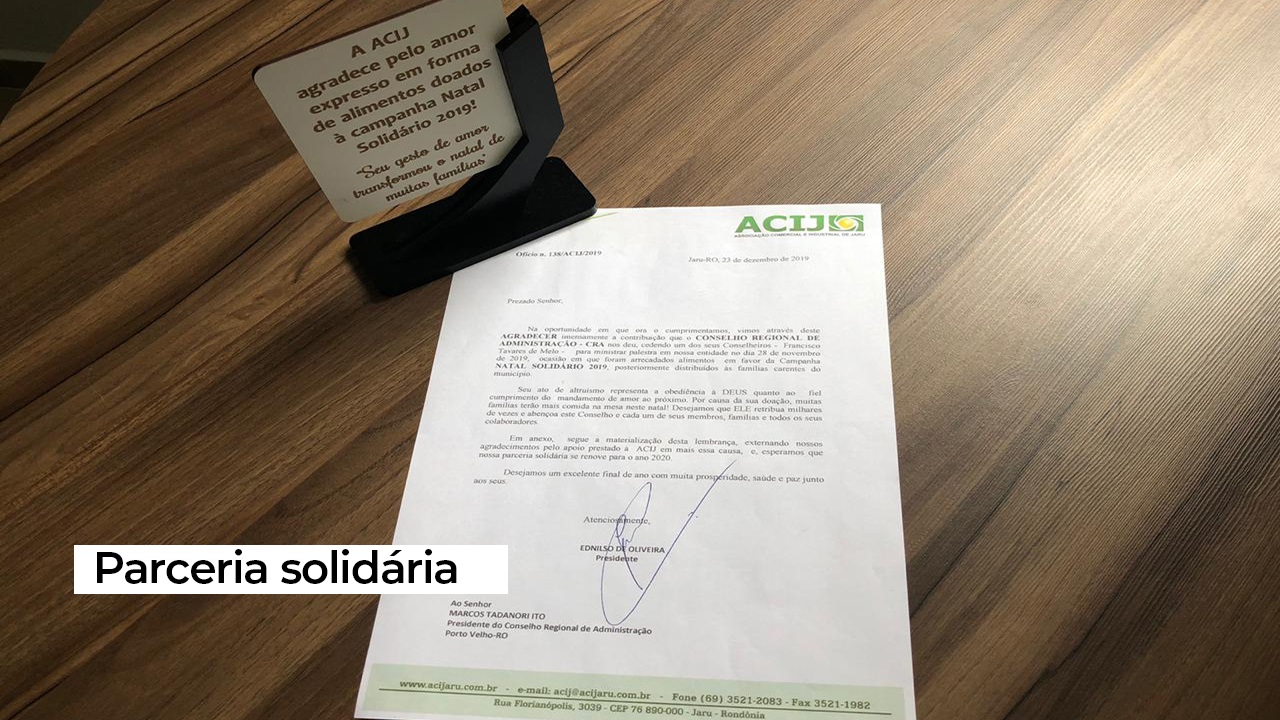 A ACIJ
agradece pelo amor
expresso em forma
de alimentos doados
à campanha Natal
Solidário 2019!
"Seu gesto de amor
transformou o natal de
muitas famílias"
ACIJ
ASSOCIAÇÃO COMERCIAL E INDUSTRIAL DE JARU
Ofício n. 138/ACIJ/2019
Jaru-RO, 23 de dezembro de 2019
Prezado Senhor,
Na oportunidade em que ora o cumprimentamos, vimos através deste
AGRADECER imensamente a contribuição que o CONSELHO REGIONAL DE
ADMINISTRAÇÃO - CRA nos deu, cedendo um dos seus Conselheiros - Francisco
Tavares de Melo - para ministrar palestra em nossa entidade no dia 28 de novembro
de 2019, ocasião em que foram arrecadados alimentos em favor da Campanha
NATAL SOLIDÁRIO 2019, posteriormente distribuídos às famílias carentes do
município.
Seu ato de altruísmo representa a obediência à DEUS quanto ao fiel
cumprimento do mandamento de amor ao próximo. Por causa da sua doação, muitas
famílias terão mais comida na mesa neste natal! Desejamos que ELE retribua milhares
de vezes e abençoe este Conselho e cada um de seus membros, famílias e todos os seus
colaboradores.
Em anexo, segue a materialização desta lembrança, externando nossos
agradecimentos pelo apoio prestado à ACIJ em mais essa causa, e, esperamos que
nossa parceria solidária se renove para o ano 2020.
Desejamos um excelente final de ano com muita prosperidade, saúde e paz junto
aos seus.
Atenciosamente,
EDNILSO DE OLIVEIRA
Presidente
Parceria solidária
Ao Senhor
MARCOS TADANORI ITO
Presidente do Conselho Regional de Administração
Porto Velho-RO
www.acijaru.com.br - e-mail: acij@acijaru.com.br - Fone (69) 3521-2083 - Fax 3521-1982
Rua Florianópolis, 3039 - CEP 76 890-000 - Jaru - Rondônia